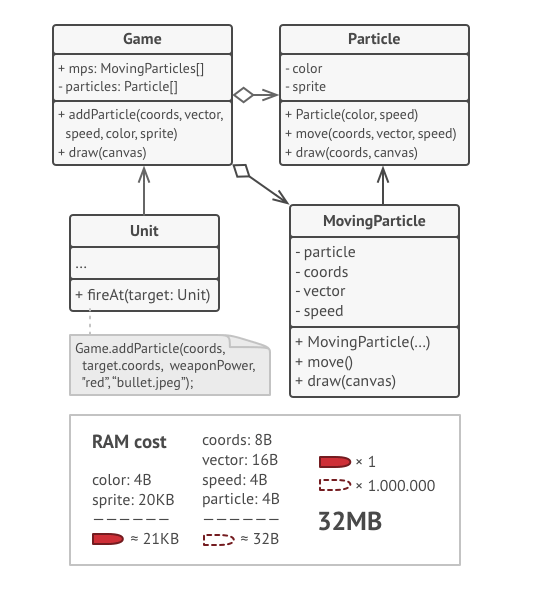 Game
+ mps: MovingParticles[]
- particles: Particle[]
+ addParticle(coords, vector,
speed, color, sprite)
+ draw(canvas)
Particle
- color
- sprite
+ Particle(color, speed)
+ move(coords, vector, speed)
+ draw(coords, canvas)
Unit
...
+ fireAt(target: Unit)
Game.addParticle(coords,
target.coords, weaponPower,
"red",“bullet.jpeg”);
MovingParticle
- particle
- coords
- vector
- speed
+ MovingParticle(...)
+ move()
+ draw(canvas)
RAM cost
color: 4B
sprite: 20KB
≈ 21KB
coords: 8B
vector: 16B
speed: 4B
particle: 4B
≈ 32B
× 1
× 1.000.000
32MB